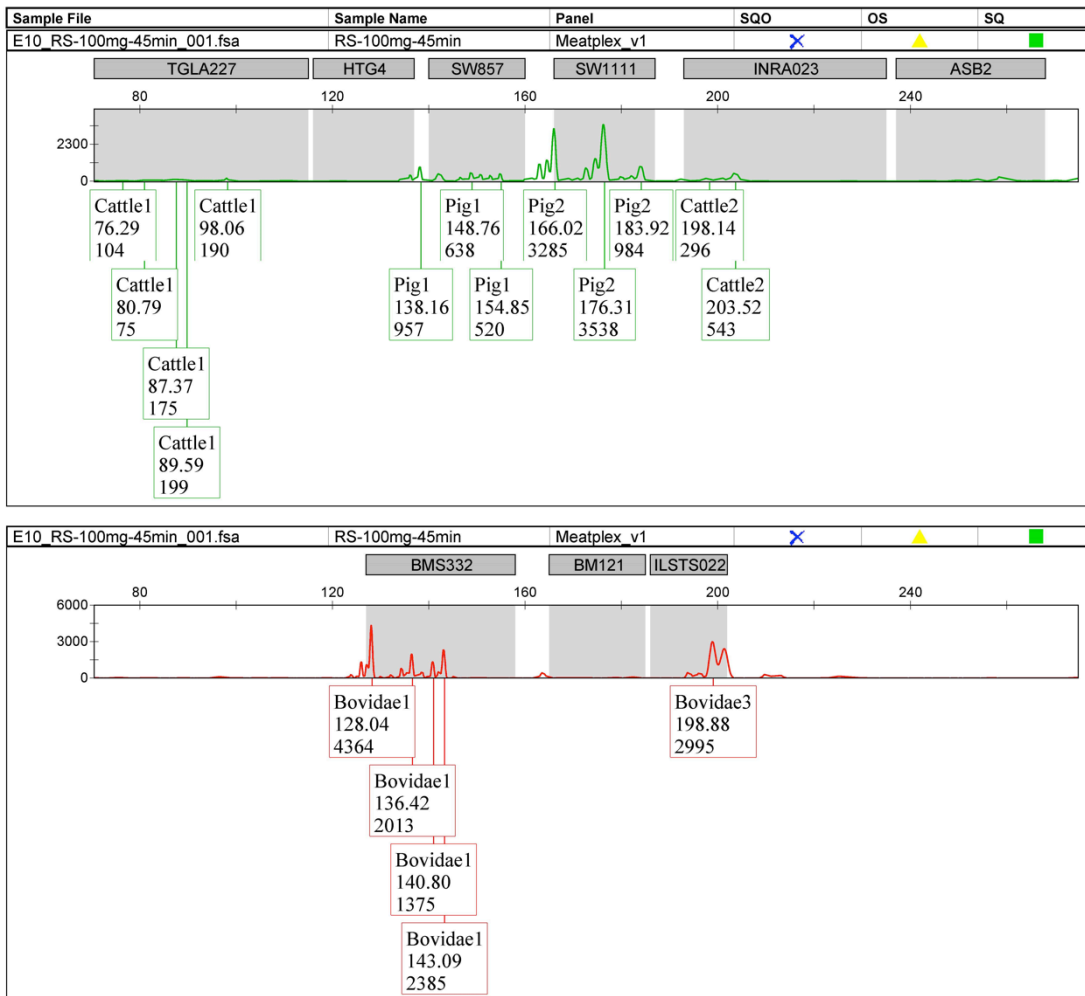 Sample File Sample Name Panel SQO OS SQ
E10_RS-100mg-45min_001.fsa RS-100mg-45min Meatplex_v1
TGLA227 HTG4 SW857 SW1111 INRA023 ASB2
80 120 160 200 240
2300
0
Cattle1 Cattle1 Pig1 Pig2 Pig2 Cattle2
76.29 98.06 148.76 166.02 183.92 198.14
104 190 638 3285 984 296
Cattle1 Pig1 Pig1 Pig2 Cattle2
80.79 138.16 154.85 176.31 203.52
75 957 520 3538 543
Cattle1
87.37
175
Cattle1
89.59
199
E10_RS-100mg-45min_001.fsa RS-100mg-45min Meatplex_v1
BMS332 BM121 ILSTS022
80 120 160 200 240
6000
3000
0
Bovidae1 Bovidae3
128.04 198.88
4364 2995
Bovidae1
136.42
2013
Bovidae1
140.80
1375
Bovidae1
143.09
2385